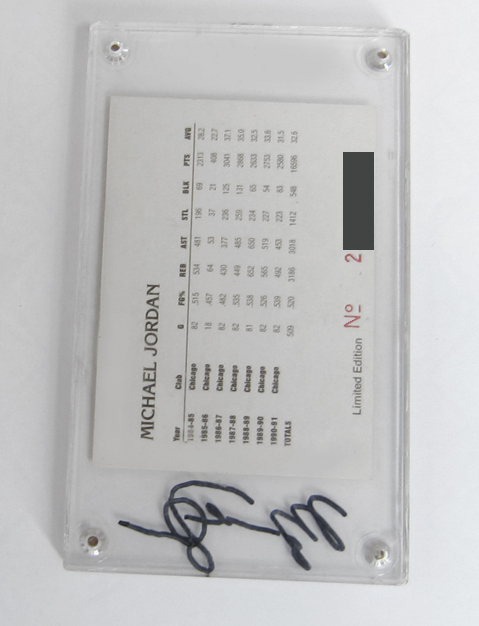 MICHAEL JORDAN
Year Club G FG% REB AST STL BLK PTS AVG
1984-85 Chicago 82 .515 534 481 196 69 2313 28.2
1985-86 Chicago 18 .457 64 53 37 21 408 22.7
1986-87 Chicago 82 .482 430 377 236 125 3041 37.1
1987-88 Chicago 82 .535 449 485 259 131 2868 35.0
1988-89 Chicago 81 .538 652 650 234 65 2633 32.5
1989-90 Chicago 82 .526 565 519 227 54 2753 33.6
1990-91 Chicago 82 .539 492 453 223 83 2580 31.5
TOTALS 509 .520 3186 3018 1412 548 16596 32.6
Limited Edition Nº 2